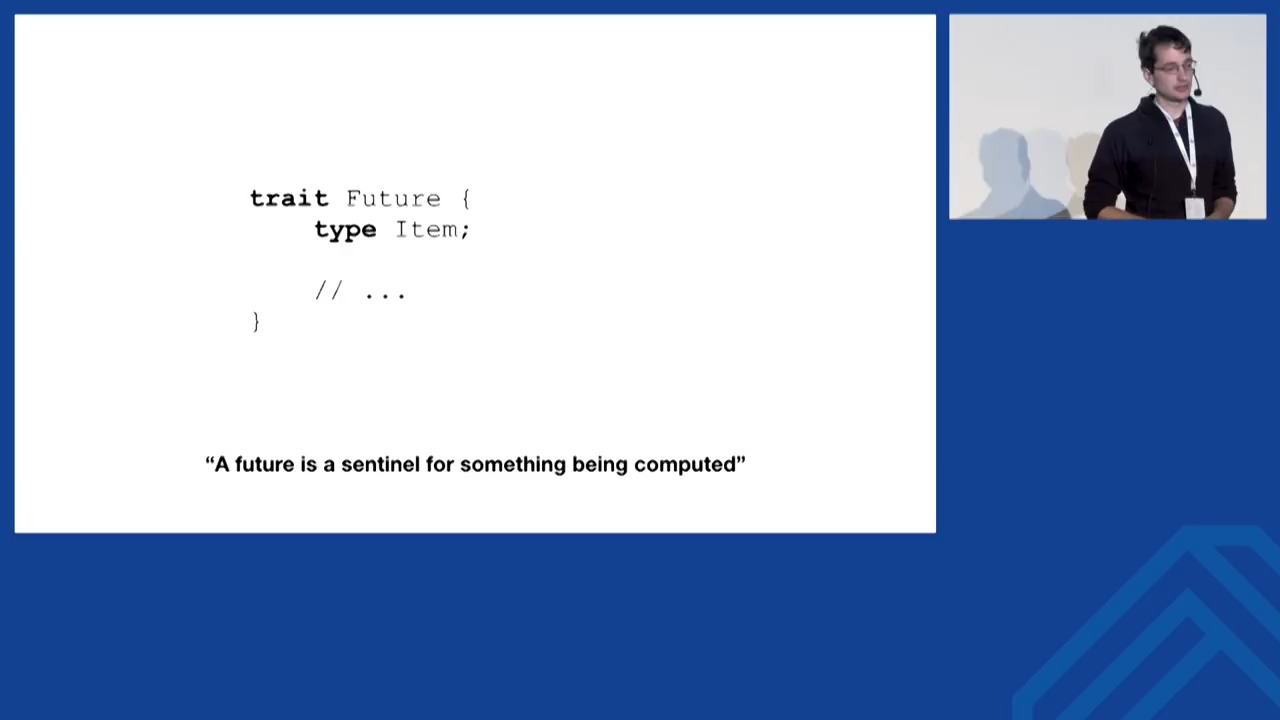 trait Future {
    type Item;
    // ...
}
“A future is a sentinel for something being computed”